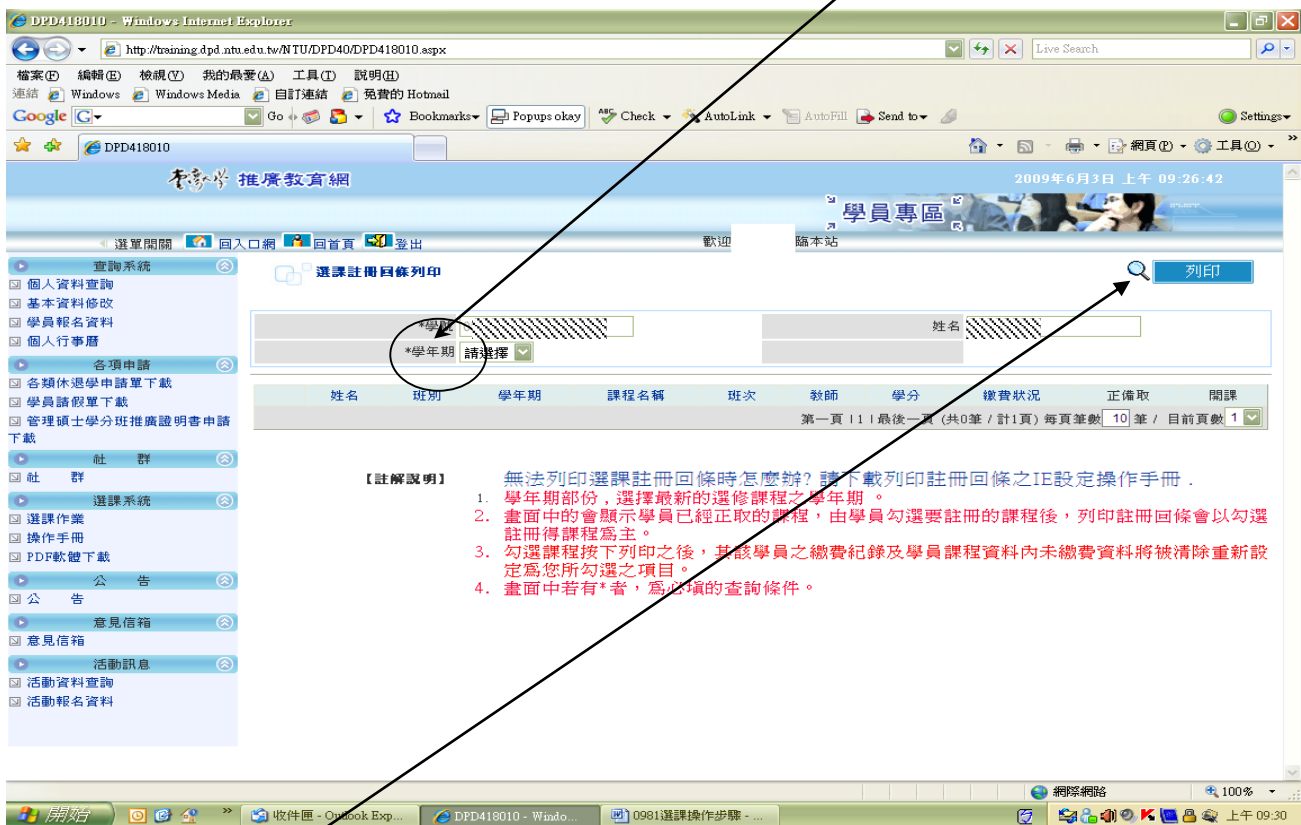 DPD418010 - Windows Internet Explorer
http://training.dpd.ntu.edu.tw/NTU/DPD40/DPD418010.aspx
Live Search
檔案(F) 編輯(E) 檢視(V) 我的最愛(A) 工具(T) 說明(H)
連結 Windows Windows Media 自訂連結 免費的 Hotmail
Google G Go Bookmarks Popups okay ABC Check AutoLink AutoFill Send to Settings
DPD418010 網頁(P) 工具(O) »
推廣教育網
2009年6月3日 上午 09:26:42
學員專區
選單開關 回入口網 回首頁 登出 歡迎 臨本站
查詢系統
個人資料查詢
基本資料修改
學員報名資料
個人行事曆
各項申請
各類休退學申請單下載
學員請假單下載
管理碩士學分班推廣證明書申請
下載
社 群
社 群
選課系統
選課作業
操作手冊
PDF軟體下載
公 告
公 告
意見信箱
意見信箱
活動訊息
活動資料查詢
活動報名資料
選課註冊回條列印
列印
*學號 姓名
*學年期 請選擇
姓名 班別 學年期 課程名稱 班次 教師 學分 繳費狀況 正備取 開課
第一頁 | 1 | 最後一頁 (共0筆 / 計1頁) 每頁筆數 10 筆 / 目前頁數 1
【註解說明】
無法列印選課註冊回條時怎麼辦? 請下載列印註冊回條之IE設定操作手冊 .
1. 學年期部份 , 選擇最新的選修課程之學年期 。
2. 畫面中的會顯示學員已經正取的課程，由學員勾選要註冊的課程後，列印註冊回條會以勾選
註冊得課程為主。
3. 勾選課程按下列印之後，其該學員之繳費紀錄及學員課程資料內未繳費資料將被清除重新設
定為您所勾選之項目。
4. 畫面中若有*者，為必填的查詢條件。
網際網路 100%
開始 » 收件匣 - Outlook Exp... DPD418010 - Windo... 0981選課操作步驟 - ... 上午 09:30